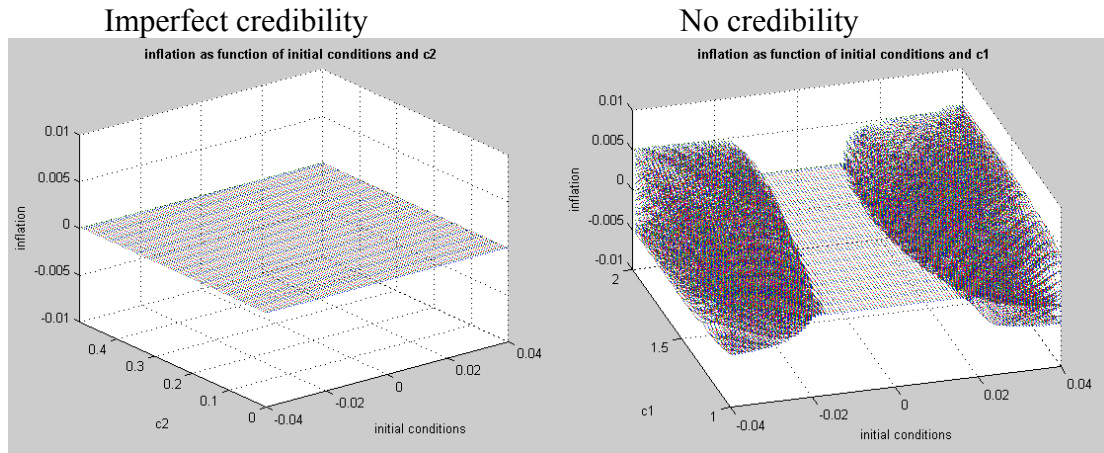 Imperfect credibility
No credibility
inflation as function of initial conditions and c2
0.01
0.005
0
-0.005
-0.01
inflation
0.4
0.3
0.2
0.1
0
c2
-0.04
-0.02
0
0.02
0.04
initial conditions
inflation as function of initial conditions and c1
0.01
0.005
0
-0.005
-0.01
inflation
2
1.5
1
c1
-0.04
-0.02
0
0.02
0.04
initial conditions